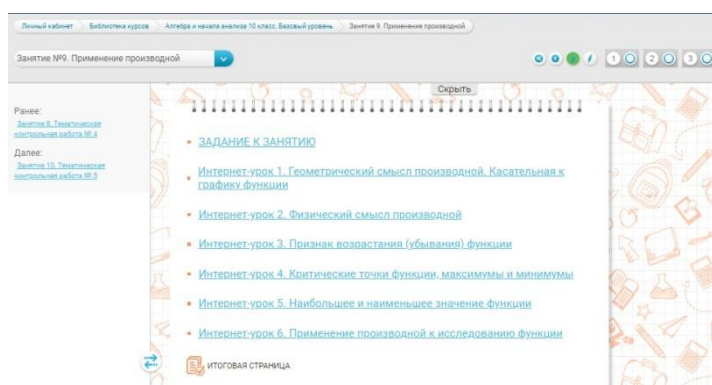 Личный кабинет Библиотека курсов Алгебра и начала анализа 10 класс. Базовый уровень Занятие 9. Применение производной
Занятие №9. Применение производной
1 2 3
Скрыть
Ранее:
Занятие 8. Тематическая
контрольная работа № 4
Далее:
Занятие 10. Тематическая
контрольная работа № 5
ЗАДАНИЕ К ЗАНЯТИЮ
Интернет-урок 1. Геометрический смысл производной. Касательная к
графику функции
Интернет-урок 2. Физический смысл производной
Интернет-урок 3. Признак возрастания (убывания) функции
Интернет-урок 4. Критические точки функции, максимумы и минимумы
Интернет-урок 5. Наибольшее и наименьшее значение функции
Интернет-урок 6. Применение производной к исследованию функции
ИТОГОВАЯ СТРАНИЦА